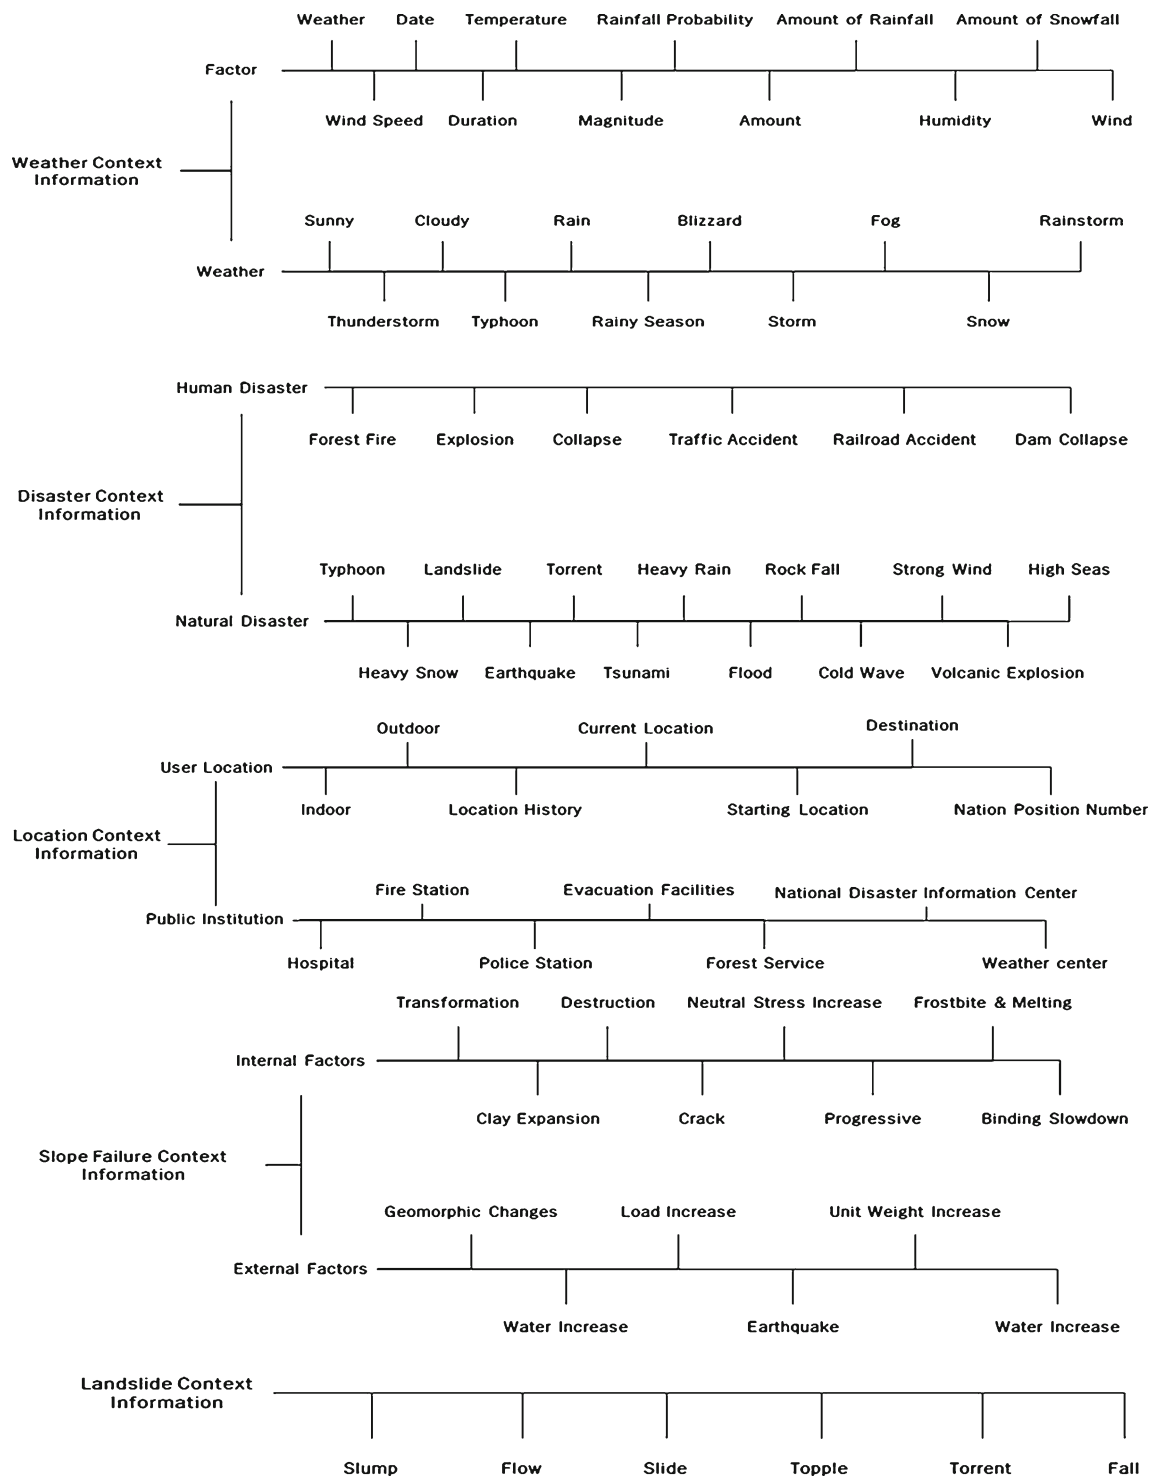 Weather Date Temperature Rainfall Probability Amount of Rainfall Amount of Snowfall
Factor
Wind Speed Duration Magnitude Amount Humidity Wind
Weather Context
Information
Sunny Cloudy Rain Blizzard Fog Rainstorm
Weather
Thunderstorm Typhoon Rainy Season Storm Snow
Human Disaster
Forest Fire Explosion Collapse Traffic Accident Railroad Accident Dam Collapse
Disaster Context
Information
Typhoon Landslide Torrent Heavy Rain Rock Fall Strong Wind High Seas
Natural Disaster
Heavy Snow Earthquake Tsunami Flood Cold Wave Volcanic Explosion
Outdoor Current Location Destination
User Location
Indoor Location History Starting Location Nation Position Number
Location Context
Information
Fire Station Evacuation Facilities National Disaster Information Center
Public Institution
Hospital Police Station Forest Service Weather center
Transformation Destruction Neutral Stress Increase Frostbite & Melting
Internal Factors
Clay Expansion Crack Progressive Binding Slowdown
Slope Failure Context
Information
Geomorphic Changes Load Increase Unit Weight Increase
External Factors
Water Increase Earthquake Water Increase
Landslide Context
Information
Slump Flow Slide Topple Torrent Fall